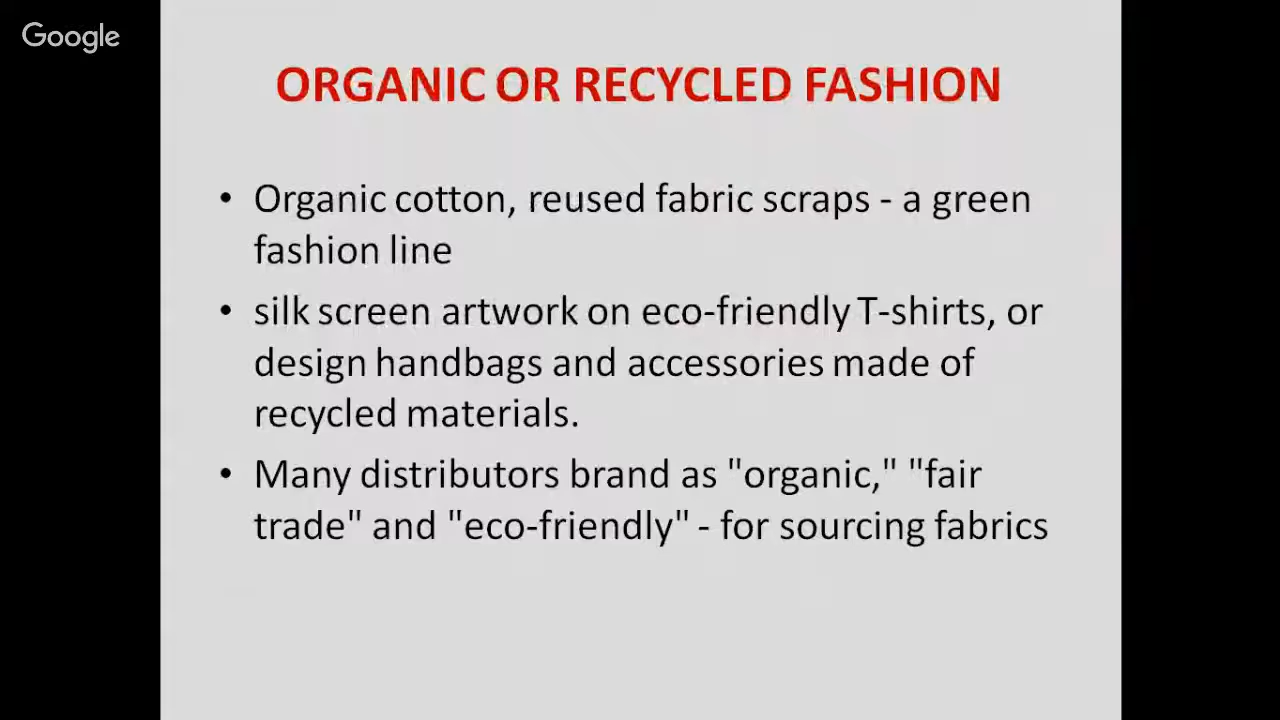 Google
ORGANIC OR RECYCLED FASHION
• Organic cotton, reused fabric scraps - a green
fashion line
• silk screen artwork on eco-friendly T-shirts, or
design handbags and accessories made of
recycled materials.
• Many distributors brand as "organic," "fair
trade" and "eco-friendly" - for sourcing fabrics